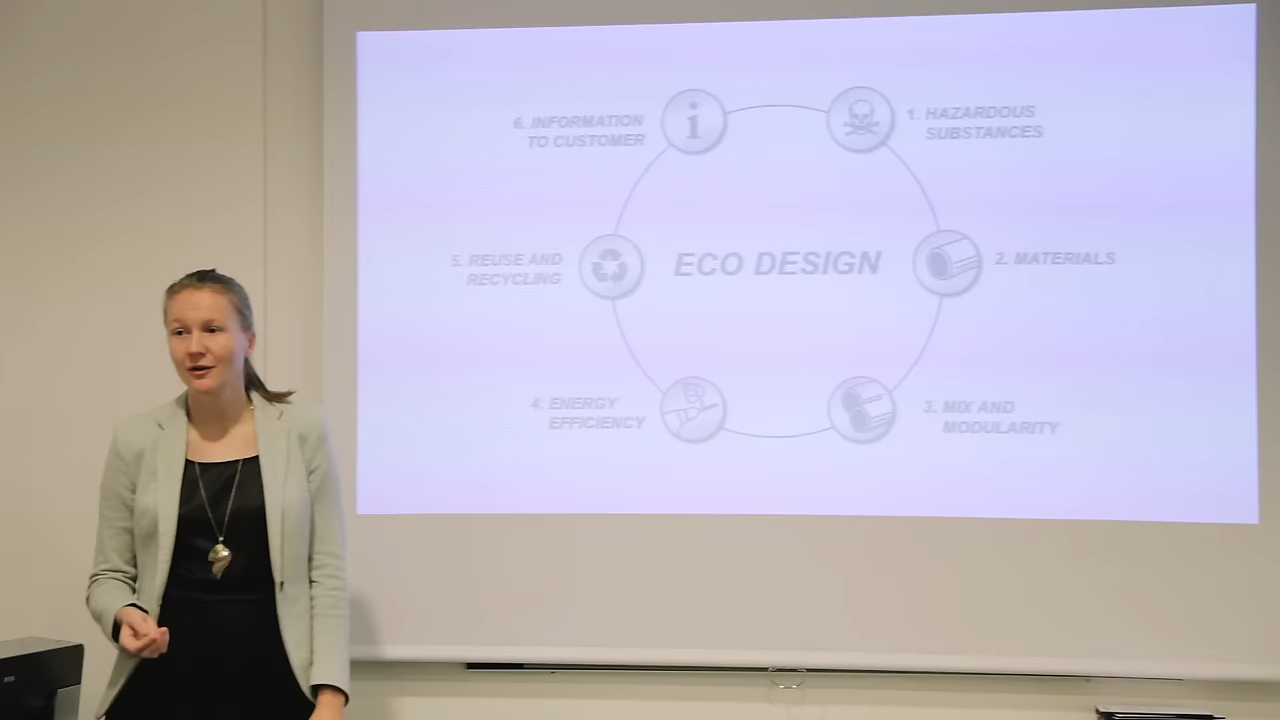 ECO DESIGN
1. HAZARDOUS
SUBSTANCES
2. MATERIALS
3. MIX AND
MODULARITY
4. ENERGY
EFFICIENCY
5. REUSE AND
RECYCLING
6. INFORMATION
TO CUSTOMER
i